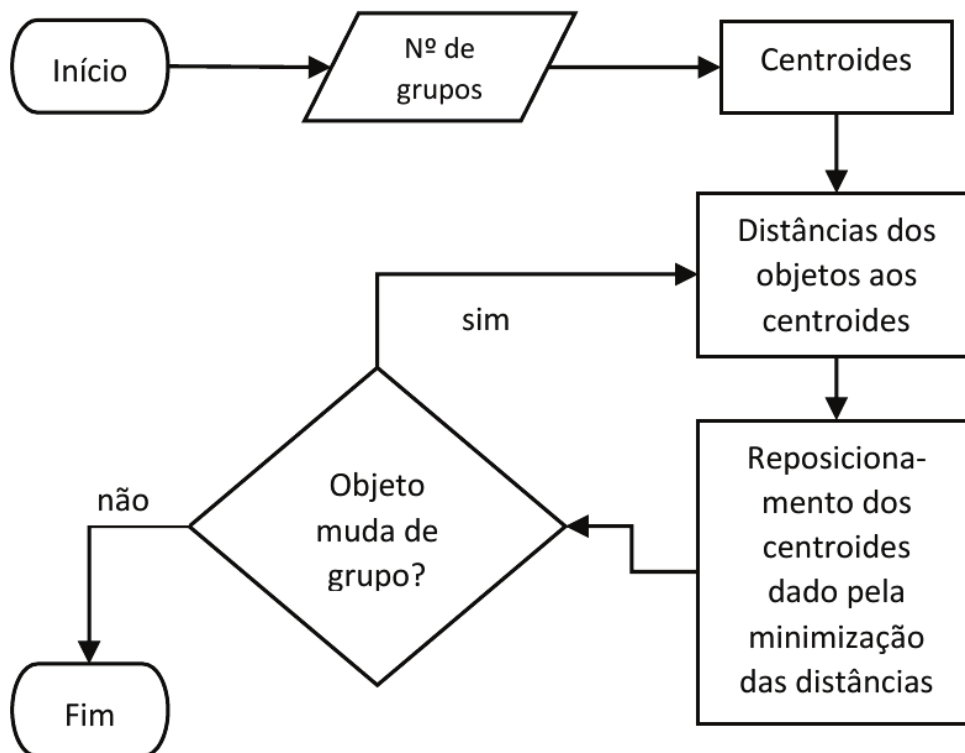 Início
Nº de
grupos
Centroides
Distâncias dos
objetos aos
centroides
sim
Reposiciona-
mento dos
centroides
dado pela
minimização
das distâncias
Objeto
muda de
grupo?
não
Fim